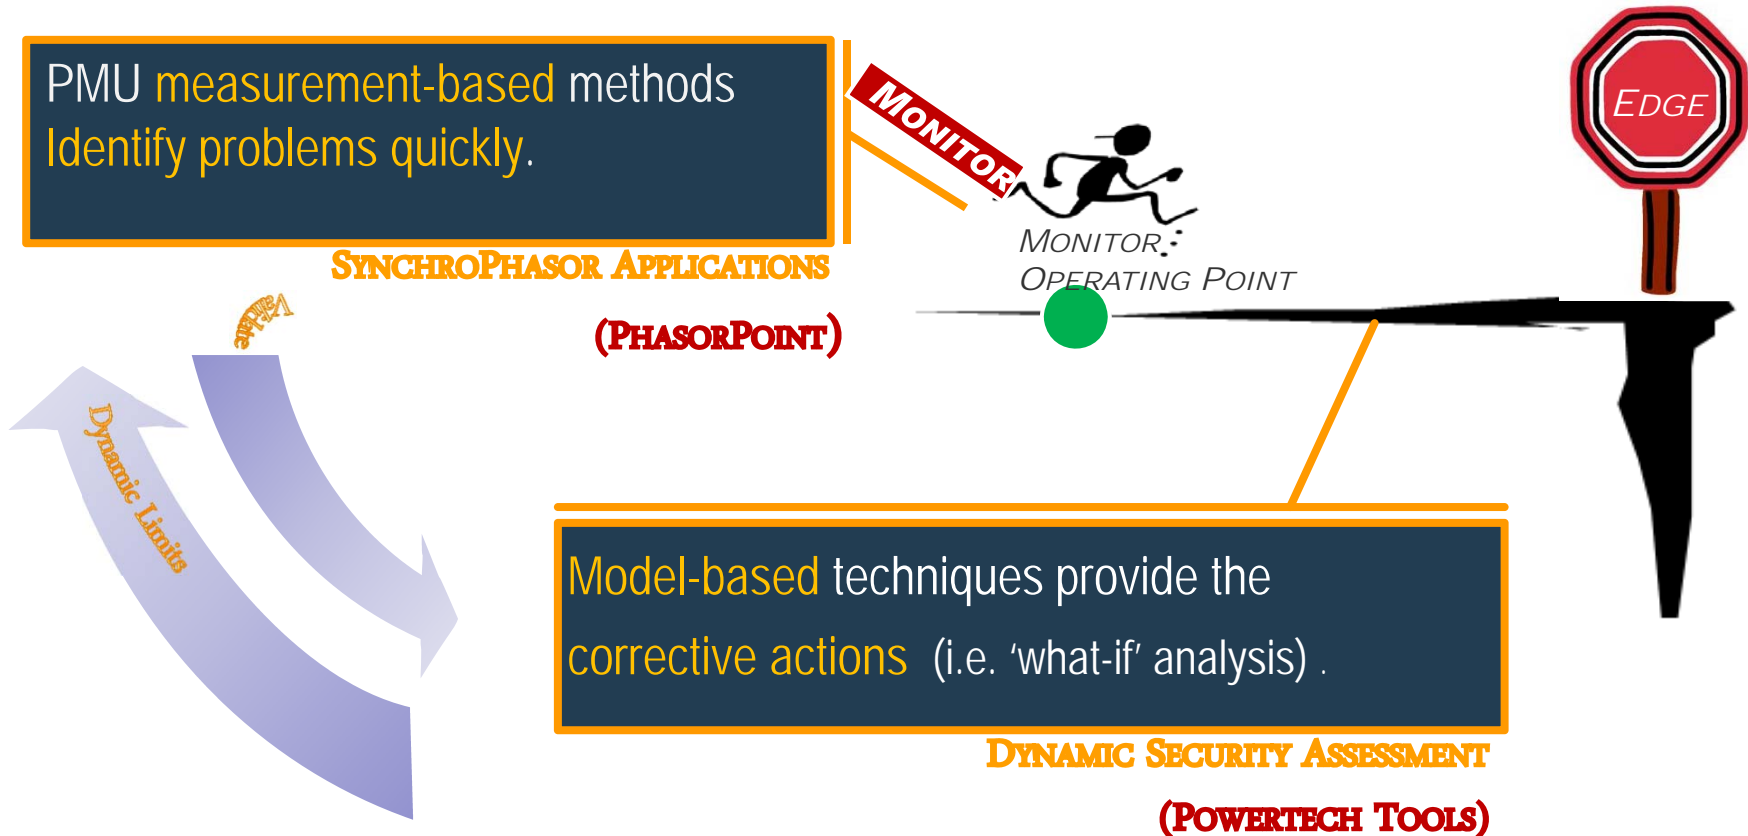 PMU measurement-based methods
Identify problems quickly.
SYNCHROPHASOR APPLICATIONS
(PHASORPOINT)
MONITOR
MONITOR:
OPERATING POINT
EDGE
Validate
Dynamic Limits
Model-based techniques provide the
corrective actions (i.e. ‘what-if’ analysis) .
DYNAMIC SECURITY ASSESSMENT
(POWERTECH TOOLS)